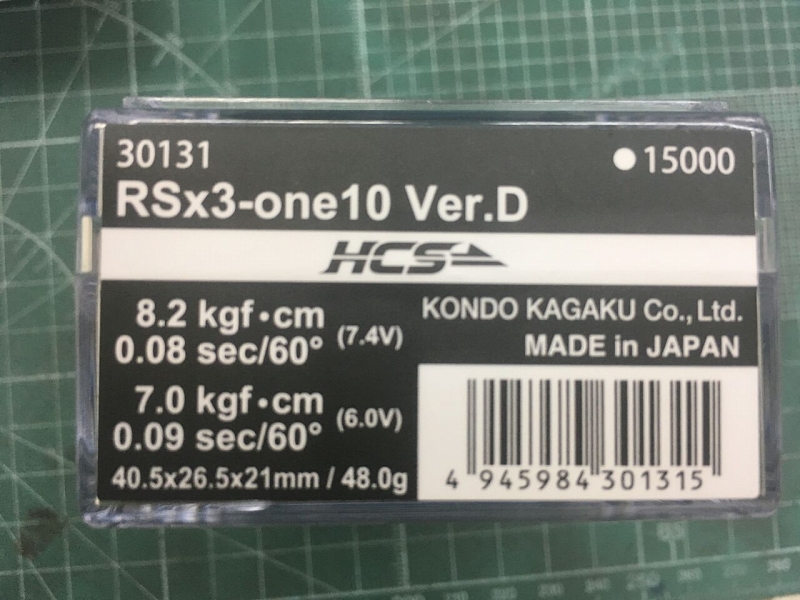 30131
●15000
RSx3-one10 Ver.D
HCS
8.2 kgf•cm
0.08 sec/60°
(7.4V)
7.0 kgf•cm
0.09 sec/60°
(6.0V)
40.5x26.5x21mm / 48.0g
KONDO KAGAKU Co., Ltd.
MADE in JAPAN
4 945984 301315